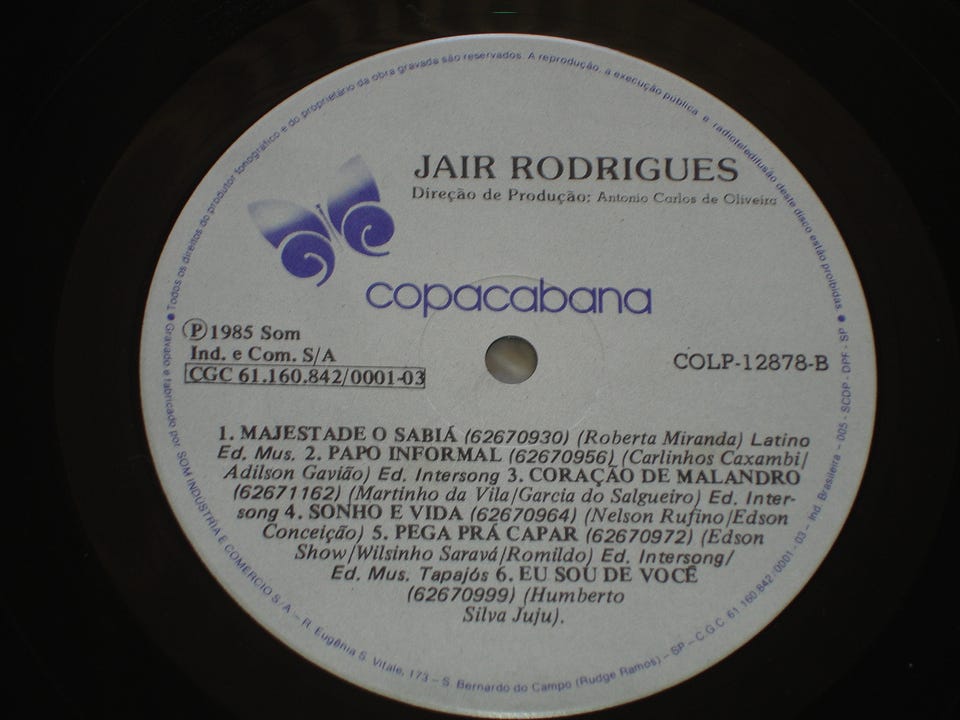 JAIR RODRIGUES
Direção de Produção: Antonio Carlos de Oliveira
copacabana
Ⓟ 1985 Som
Ind. e Com. S/A
CGC 61.160.842/0001-03
COLP-12878-B
1. MAJESTADE O SABIÁ (62670930) (Roberta Miranda) Latino
Ed. Mus. 2. PAPO INFORMAL (62670956) (Carlinhos Caxambi/
Adilson Gavião) Ed. Intersong 3. CORAÇÃO DE MALANDRO
(62671162) (Martinho da Vila/Garcia do Salgueiro) Ed. Inter-
song 4. SONHO E VIDA (62670964) (Nelson Rufino/Edson
Conceição) 5. PEGA PRÁ CAPAR (62670972) (Edson
Show/Wilsinho Saravá/Romildo) Ed. Intersong/
Ed. Mus. Tapajós 6. EU SOU DE VOCÊ
(62670999) (Humberto
Silva Juju).
Todos os direitos do produtor fonográfico e do proprietário da obra gravada são reservados. A reprodução, a execução pública e radioteledifusão deste disco estão proibidas.
Gravado e fabricado por SOM INDUSTRIA E COMERCIO S/A – R. Eugênia S. Vitale, 173 – S. Bernardo do Campo (Rudge Ramos) – SP – C.G.C. 61.160.842/0001-03 – Ind. Brasileira - 005 - SCDP - DPF - SP